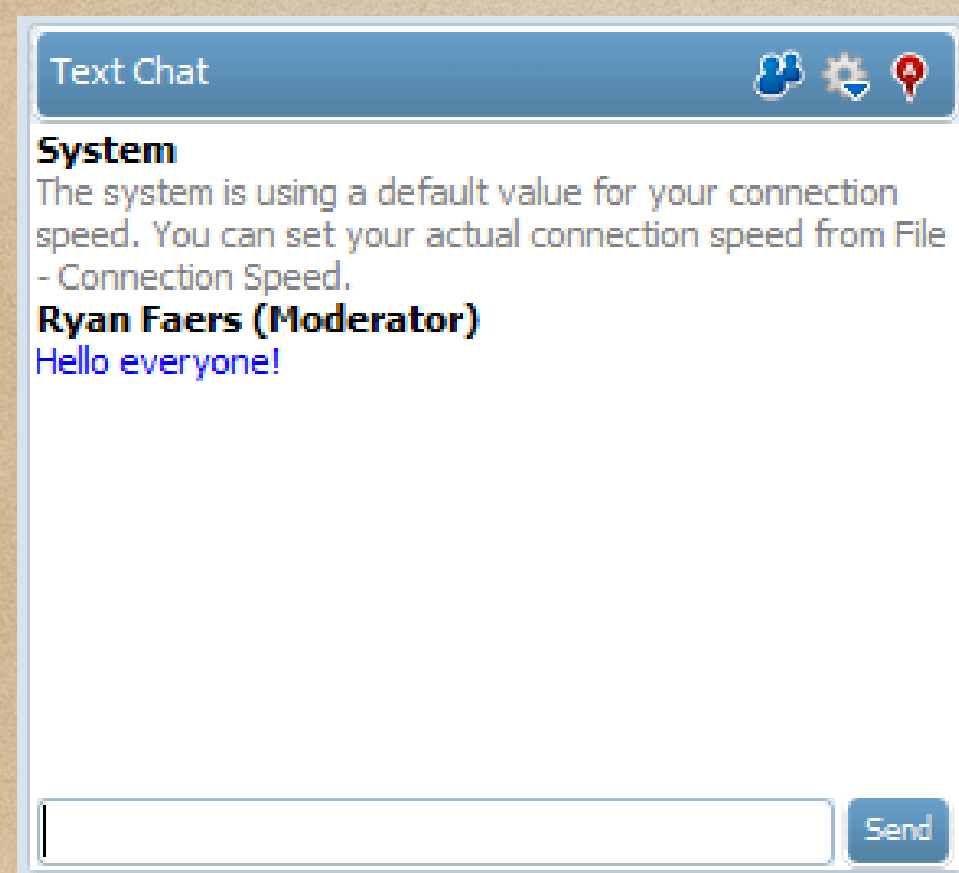 Text Chat
System
The system is using a default value for your connection
speed. You can set your actual connection speed from File
- Connection Speed.
Ryan Faers (Moderator)
Hello everyone!
Send